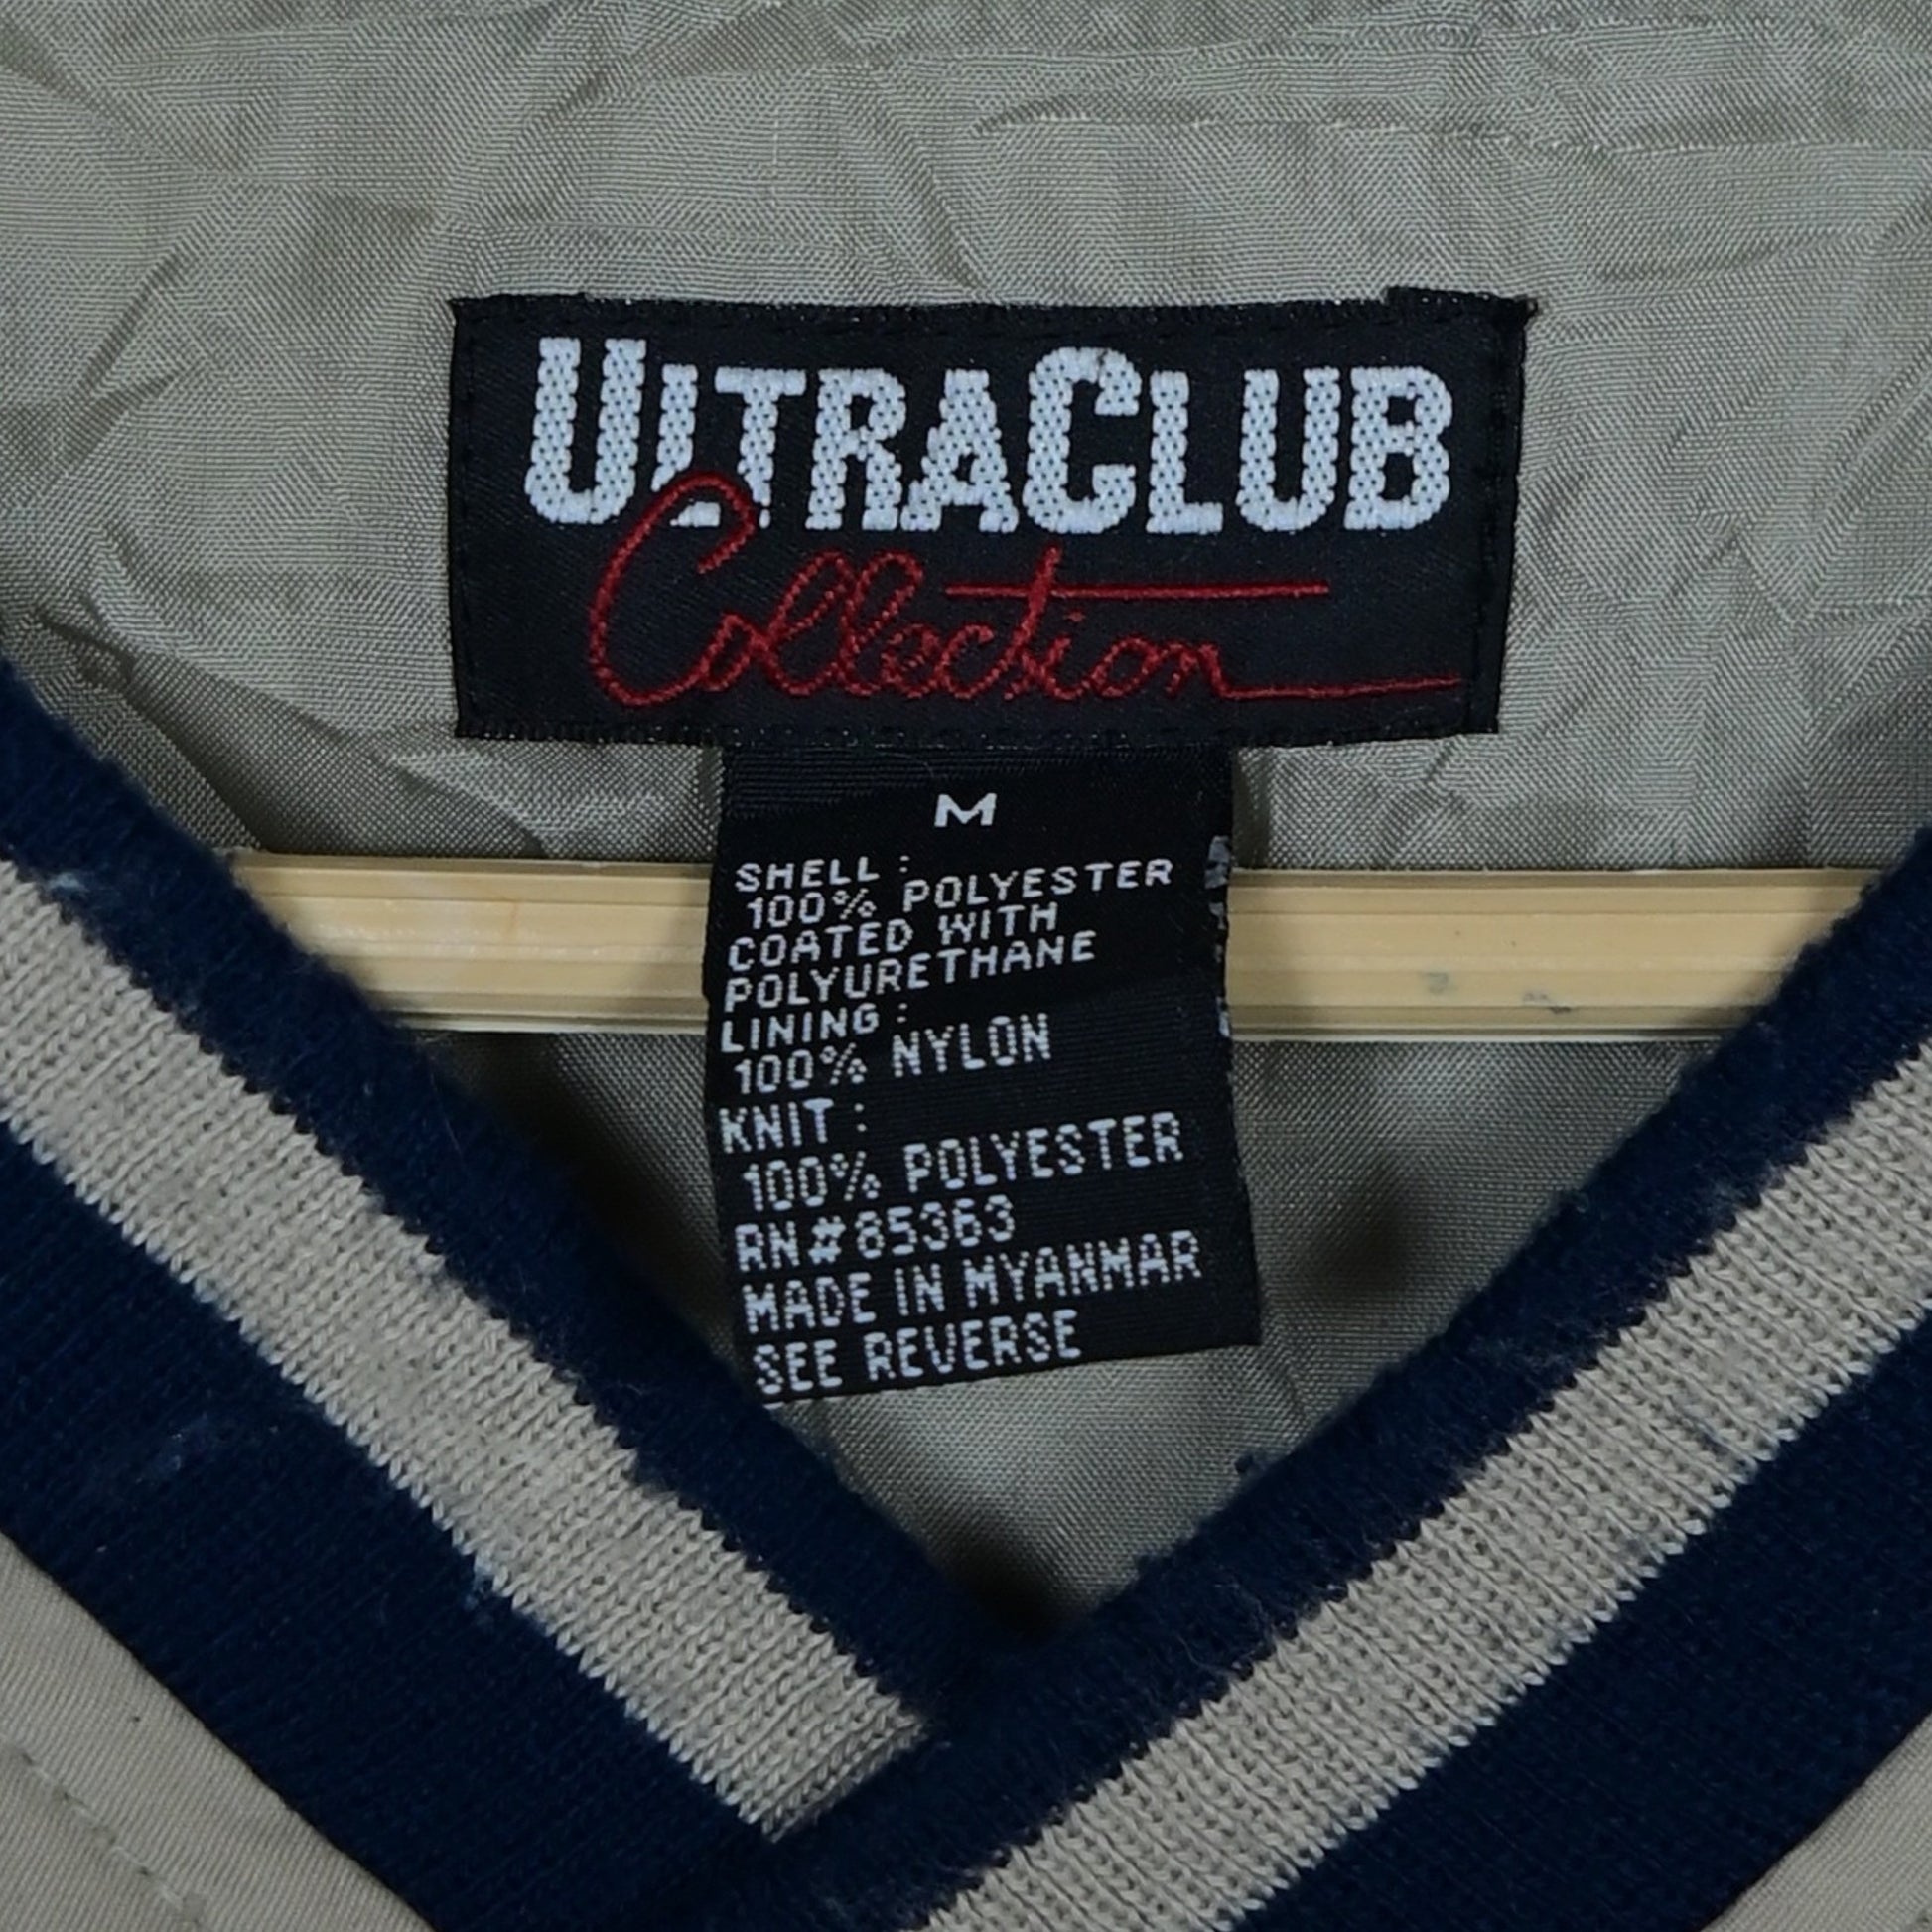 ULTRACLUB
Collection
M
SHELL :
100% POLYESTER
COATED WITH
POLYURETHANE
LINING :
100% NYLON
KNIT :
100% POLYESTER
RN#85363
MADE IN MYANMAR
SEE REVERSE